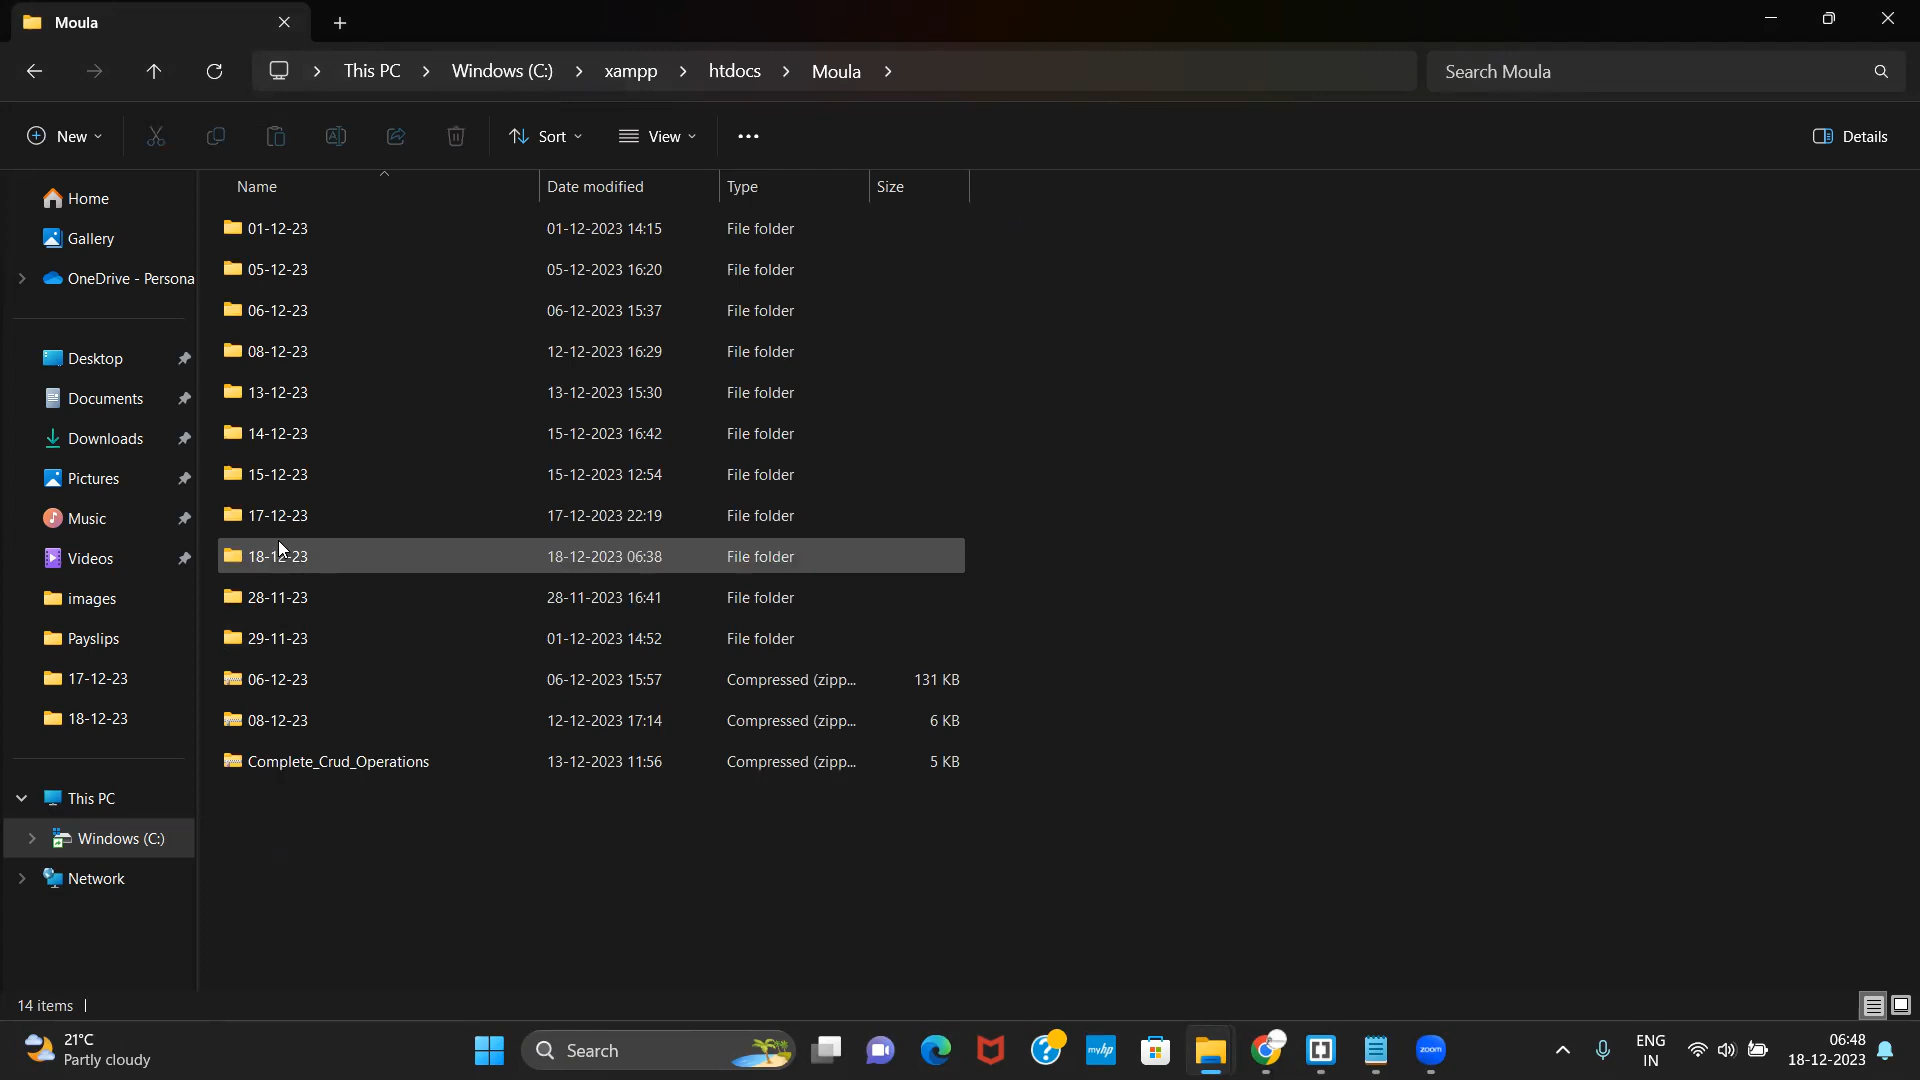 Moula
This PC
Windows (C:)
xampp
htdocs
Moula
Search Moula
New
Sort
View
Details
Name
Date modified
Type
Size
01-12-23 01-12-2023 14:15 File folder
05-12-23 05-12-2023 16:20 File folder
06-12-23 06-12-2023 15:37 File folder
08-12-23 12-12-2023 16:29 File folder
13-12-23 13-12-2023 15:30 File folder
14-12-23 15-12-2023 16:42 File folder
15-12-23 15-12-2023 12:54 File folder
17-12-23 17-12-2023 22:19 File folder
18-12-23 18-12-2023 06:38 File folder
28-11-23 28-11-2023 16:41 File folder
29-11-23 01-12-2023 14:52 File folder
06-12-23 06-12-2023 15:57 Compressed (zipp... 131 KB
08-12-23 12-12-2023 17:14 Compressed (zipp... 6 KB
Complete_Crud_Operations 13-12-2023 11:56 Compressed (zipp... 5 KB
Home
Gallery
OneDrive - Persona
Desktop
Documents
Downloads
Pictures
Music
Videos
images
Payslips
17-12-23
18-12-23
This PC
Windows (C:)
Network
14 items
21°C
Partly cloudy
Search
myhp
zoom
ENG
IN
06:48
18-12-2023